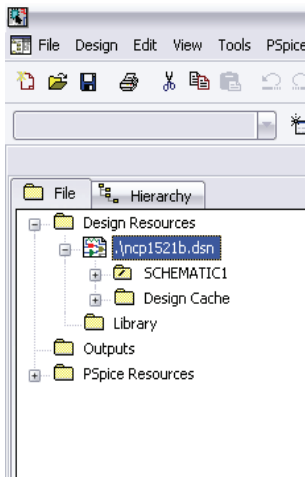 File Design Edit View Tools PSpice
File Hierarchy
Design Resources
.\ncp1521b.dsn
SCHEMATIC1
Design Cache
Library
Outputs
PSpice Resources